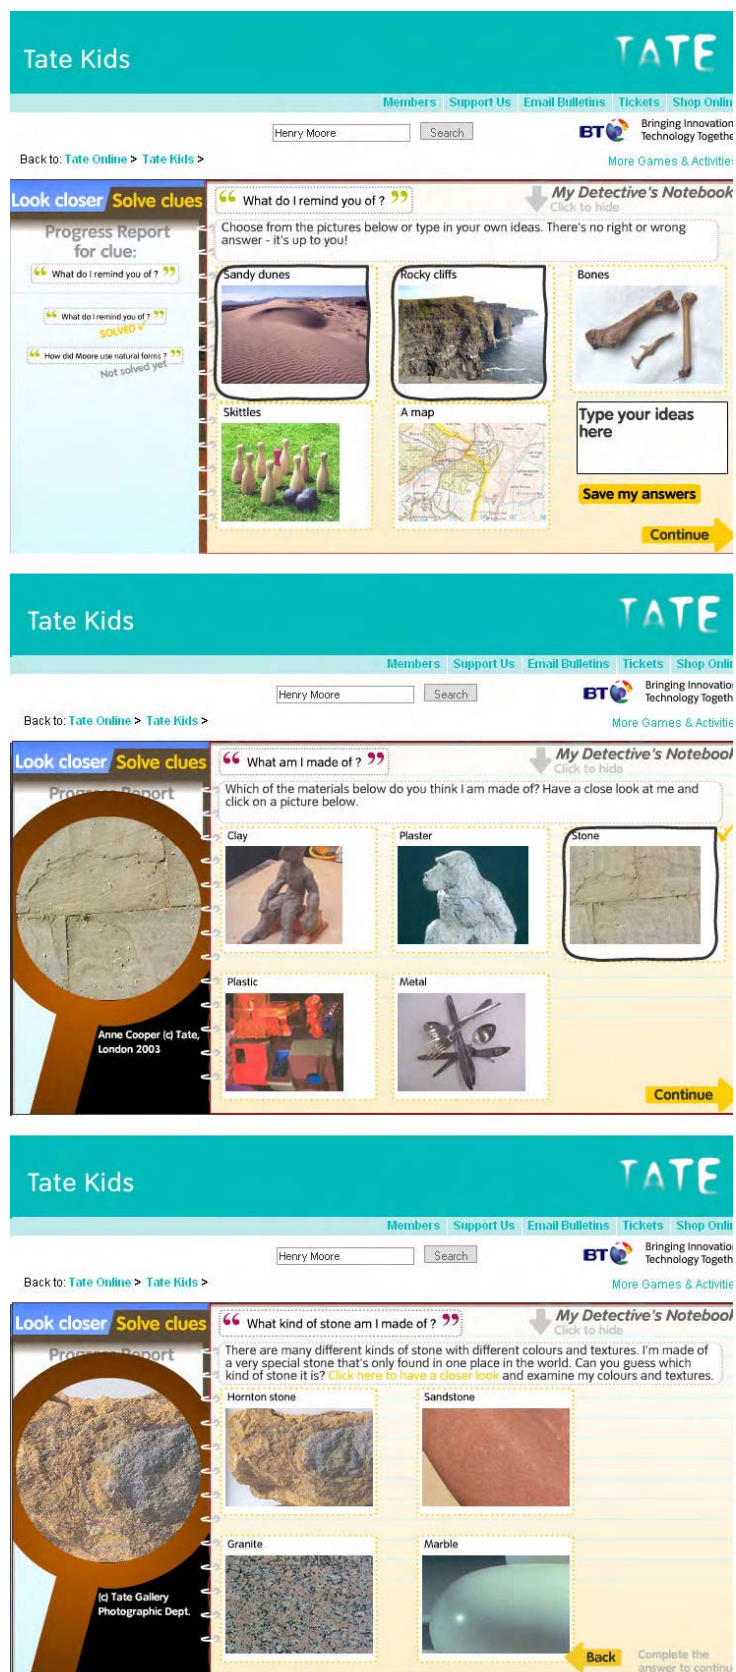 Tate Kids
TATE
Members Support Us Email Bulletins Tickets Shop Onlin
Henry Moore Search
BT Bringing Innovation
Technology Togethe
Back to: Tate Online > Tate Kids >
More Games & Activitie
Look closer Solve clues
Progress Report
for clue:
“ What do I remind you of ? ”
“ What do I remind you of ? ”
SOLVED ✓
“ How did Moore use natural forms ? ”
Not solved yet
“ What do I remind you of ? ”
My Detective's Notebook
Click to hide
Choose from the pictures below or type in your own ideas. There's no right or wrong
answer - it's up to you!
Sandy dunes
Rocky cliffs
Bones
Skittles
A map
Type your ideas
here
Save my answers
Continue
Tate Kids
TATE
Members Support Us Email Bulletins Tickets Shop Onlin
Henry Moore Search
BT Bringing Innovatio
Technology Togeth
Back to: Tate Online > Tate Kids >
More Games & Activitie
Look closer Solve clues
Progress Report
Anne Cooper (c) Tate,
London 2003
“ What am I made of ? ”
My Detective's Notebook
Click to hide
Which of the materials below do you think I am made of? Have a close look at me and
click on a picture below.
Clay
Plaster
Stone
Plastic
Metal
Continue
Tate Kids
TATE
Members Support Us Email Bulletins Tickets Shop Onlin
Henry Moore Search
BT Bringing Innovatio
Technology Togeth
Back to: Tate Online > Tate Kids >
More Games & Activitie
Look closer Solve clues
Progress Report
(c) Tate Gallery
Photographic Dept.
“ What kind of stone am I made of ? ”
My Detective's Notebook
Click to hide
There are many different kinds of stone with different colours and textures. I'm made of
a very special stone that's only found in one place in the world. Can you guess which
kind of stone it is? Click here to have a closer look and examine my colours and textures.
Hornton stone
Sandstone
Granite
Marble
Back
Complete the
answer to continue